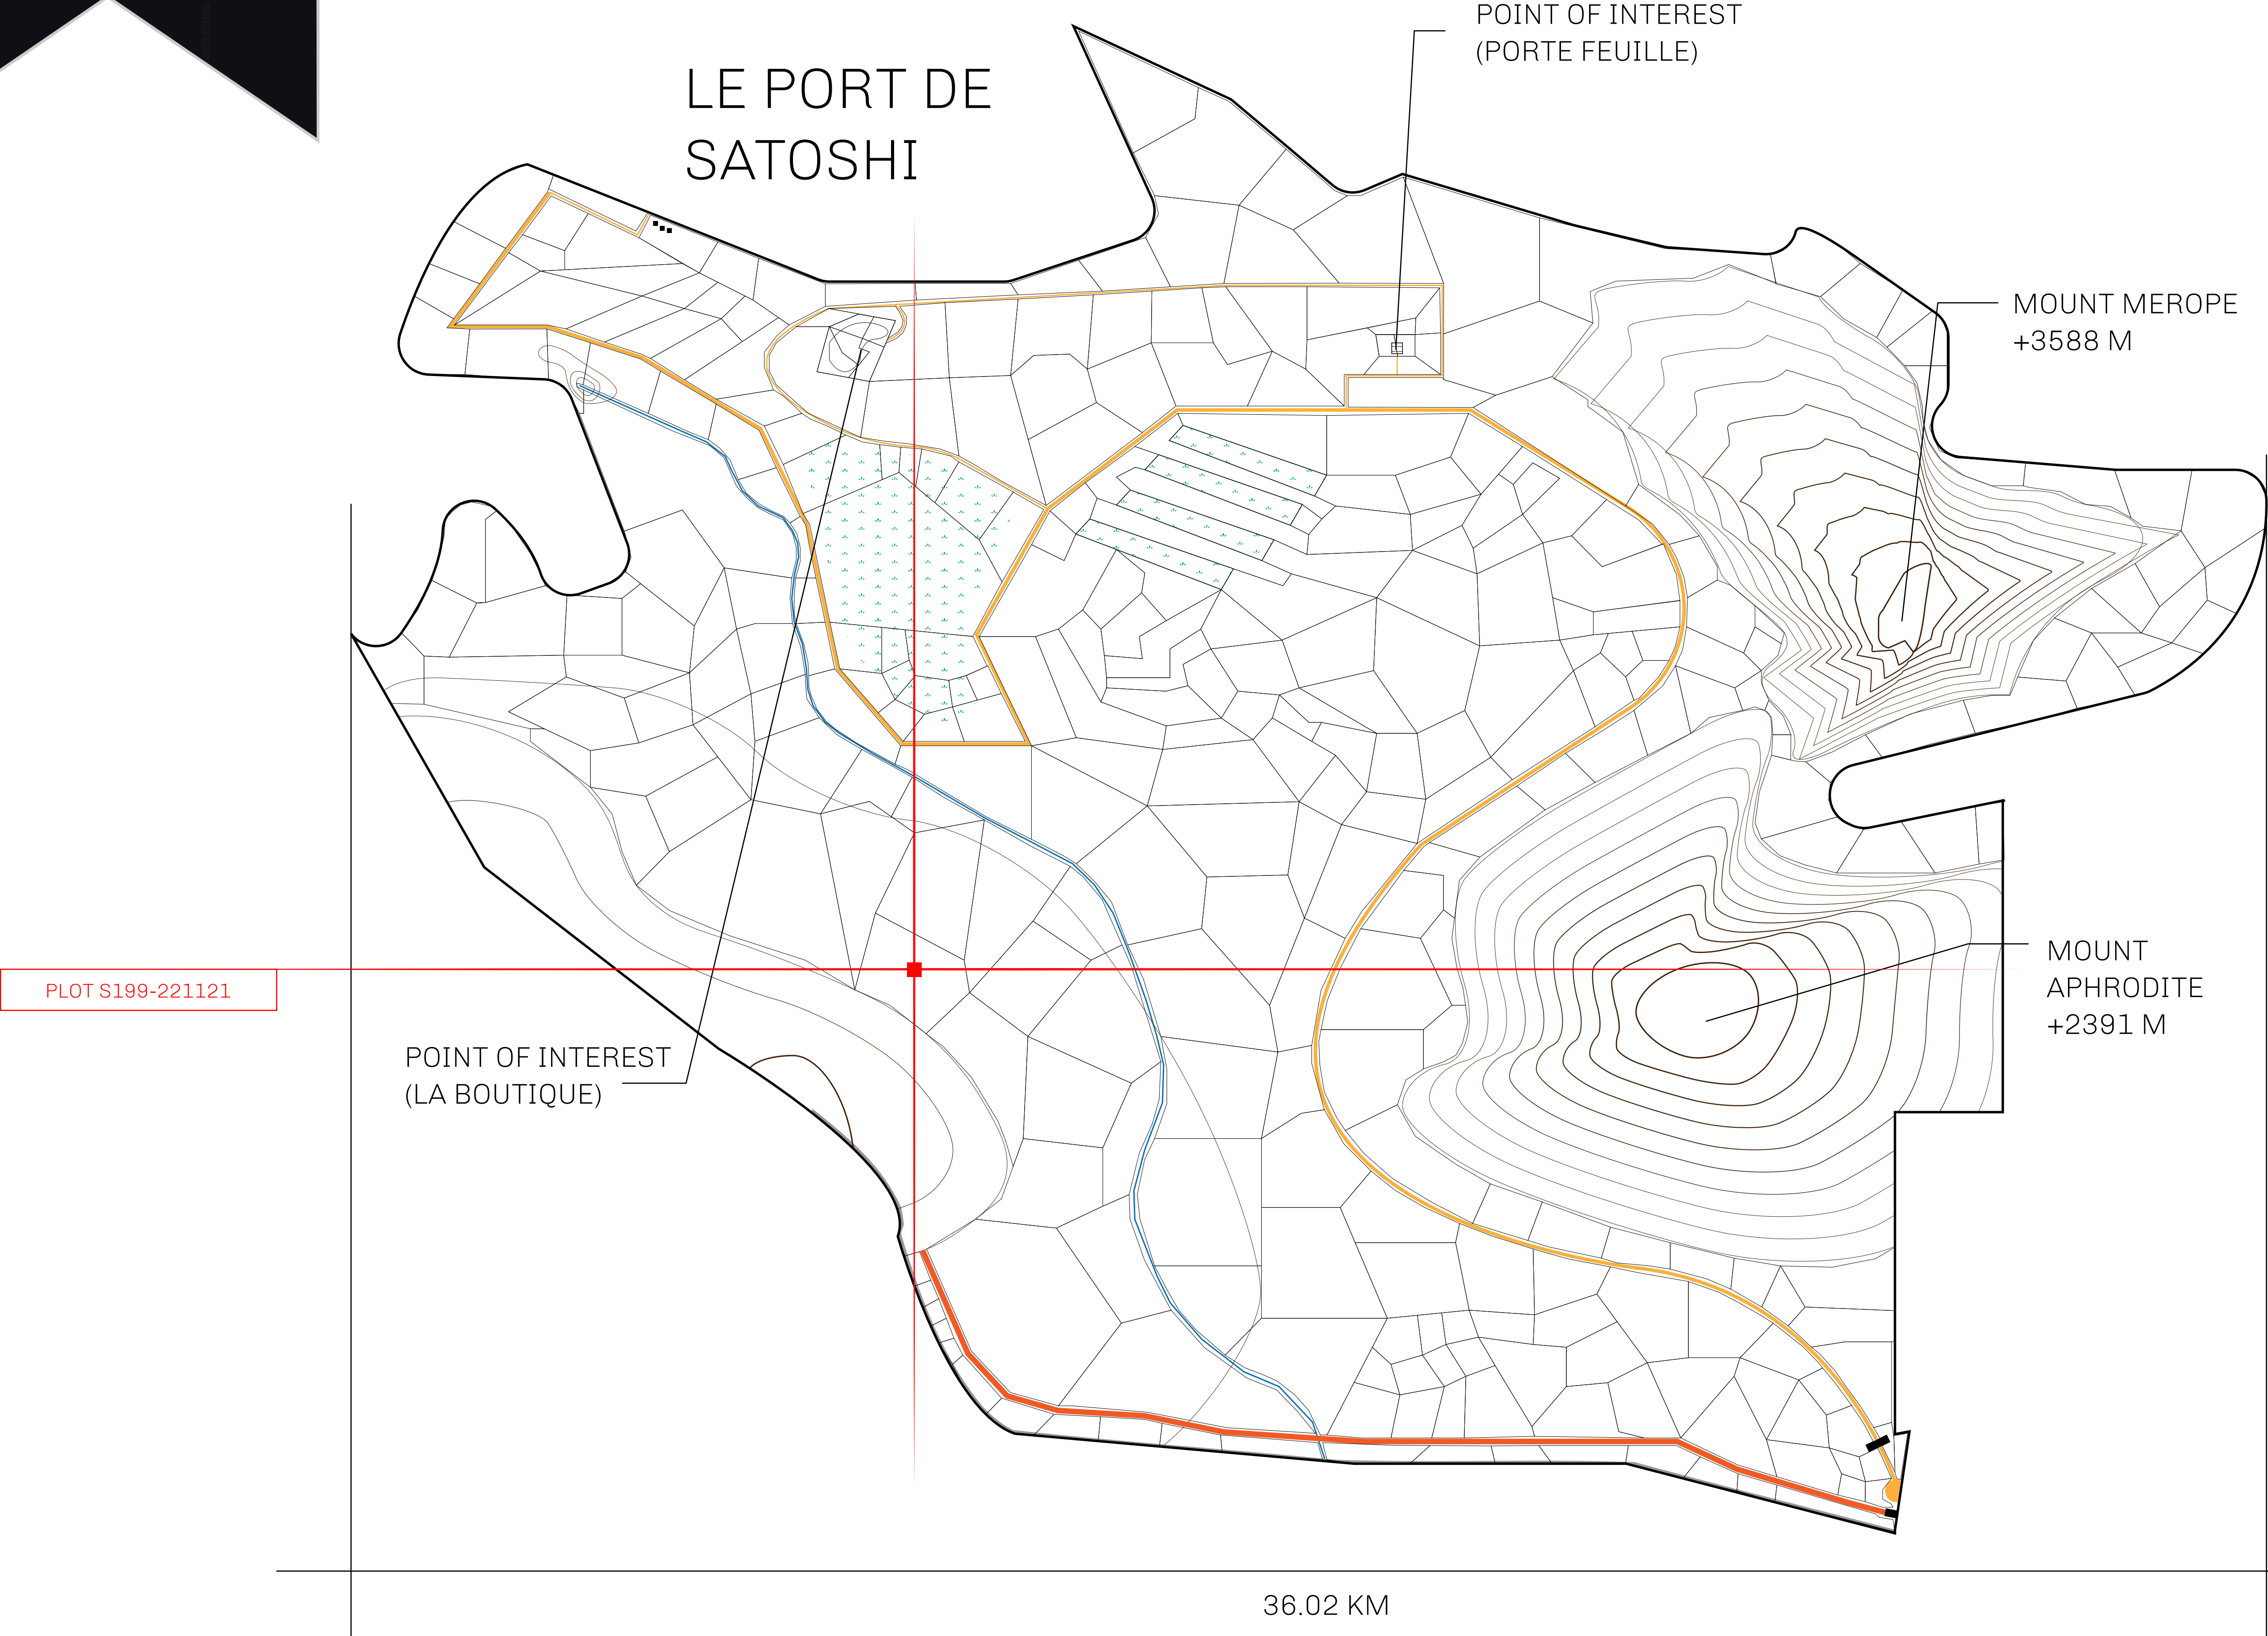 POINT OF INTEREST
(PORTE FEUILLE)
LE PORT DE
SATOSHI
MOUNT MEROPE
+3588 M
MOUNT
APHRODITE
+2391 M
PLOT S199-221121
POINT OF INTEREST
(LA BOUTIQUE)
36.02 KM